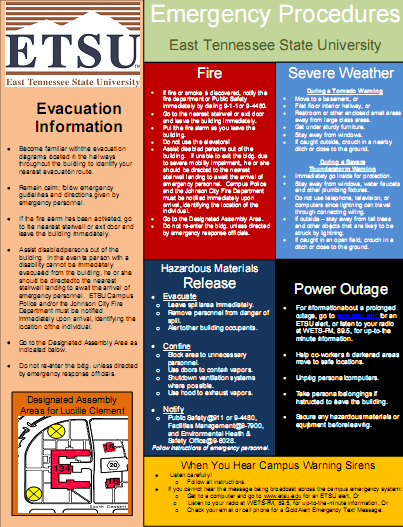 ETSU
EAST TENNESSEE STATE UNIVERSITY
Emergency Procedures
East Tennessee State University
Evacuation
Information
Become familiar with the evacuation
diagrams located in the hallways
throughout the building to identify your
nearest evacuation route.
Remain calm; follow emergency
guidelines and directions given by
emergency personnel.
If the fire alarm has been activated, go
to the nearest stairwell or exit door and
leave the building immediately.
Assist disabled persons out of the
building. In the event a person with a
disability cannot be immediately
evacuated from the building, he or she
should be directed to the nearest
stairwell landing to await the arrival of
emergency personnel. ETSU Campus
Police and/or the Johnson City Fire
Department must be notified
immediately upon arrival, identifying the
location of the individual.
Go to the Designated Assembly Area as
indicated below.
Do not re-enter the bldg. unless directed
by emergency response officials.
Designated Assembly
Areas for Lucille Clement
15
134
20
15
South Dossett
Fire
If fire or smoke is discovered, notify the
fire department or Public Safety
immediately by dialing 9-1-1 or 9-4480.
Go to the nearest stairwell or exit door
and leave the building immediately.
Pull the fire alarm as you leave the
building.
Do not use the elevators!
Assist disabled persons out of the
building. If unable to exit the bldg. due
to severe mobility impairment, he or she
should be directed to the nearest
stairwell landing to await the arrival of
emergency personnel. Campus Police
and the Johnson City Fire Department
must be notified immediately upon
arrival, identifying the location of the
individual.
Go to the Designated Assembly Area.
Do not re-enter the bldg. unless directed
by emergency response officials.
Severe Weather
During a Tornado Warning
Move to a basement, or
First floor interior hallway, or
Restroom or other enclosed small areas
away from large glass areas.
Get under sturdy furniture.
Stay away from windows.
If caught outside, crouch in a nearby
ditch or close to the ground.
During a Severe
Thunderstorm Warning
Immediately go inside for protection.
Stay away from windows, water faucets
and other plumbing fixtures.
Do not use telephone, television, or
computers since lightning can travel
through connecting wiring.
If outside – stay away from tall trees
and other objects that are likely to be
hit by lightning.
If caught in an open field, crouch in a
ditch or close to the ground.
Hazardous Materials
Release
Evacuate
Leave spill area immediately.
Remove personnel from danger of
spill.
Alert other building occupants.
Confine
Block area to unnecessary
personnel.
Use doors to contain vapors.
Shutdown ventilation systems
where possible.
Use hood to exhaust vapors.
Notify
Public Safety @911 or 9-4480,
Facilities Management @9-7900,
and Environmental Health &
Safety Office @9-6028.
Follow instructions of emergency personnel.
Power Outage
For information about a prolonged
outage, go to www.etsu.edu for an
ETSU alert, or listen to your radio
at WETS-FM, 89.5, for up-to-the
minute information.
Help co-workers in darkened areas
move to safe locations.
Unplug personal computers.
Take personal belongings if
instructed to leave the building.
Secure any hazardous materials or
equipment before leaving.
When You Hear Campus Warning Sirens:
Listen carefully!
Follow all instructions.
If you cannot hear the message being broadcast across the campus emergency system:
Get to a computer and go to www.etsu.edu for an ETSU alert, Or
Listen to your radio at WETS-FM, 89.5, for up-to-the-minute information, Or
Check your email or cell phone for a GoldAlert Emergency Text Message.